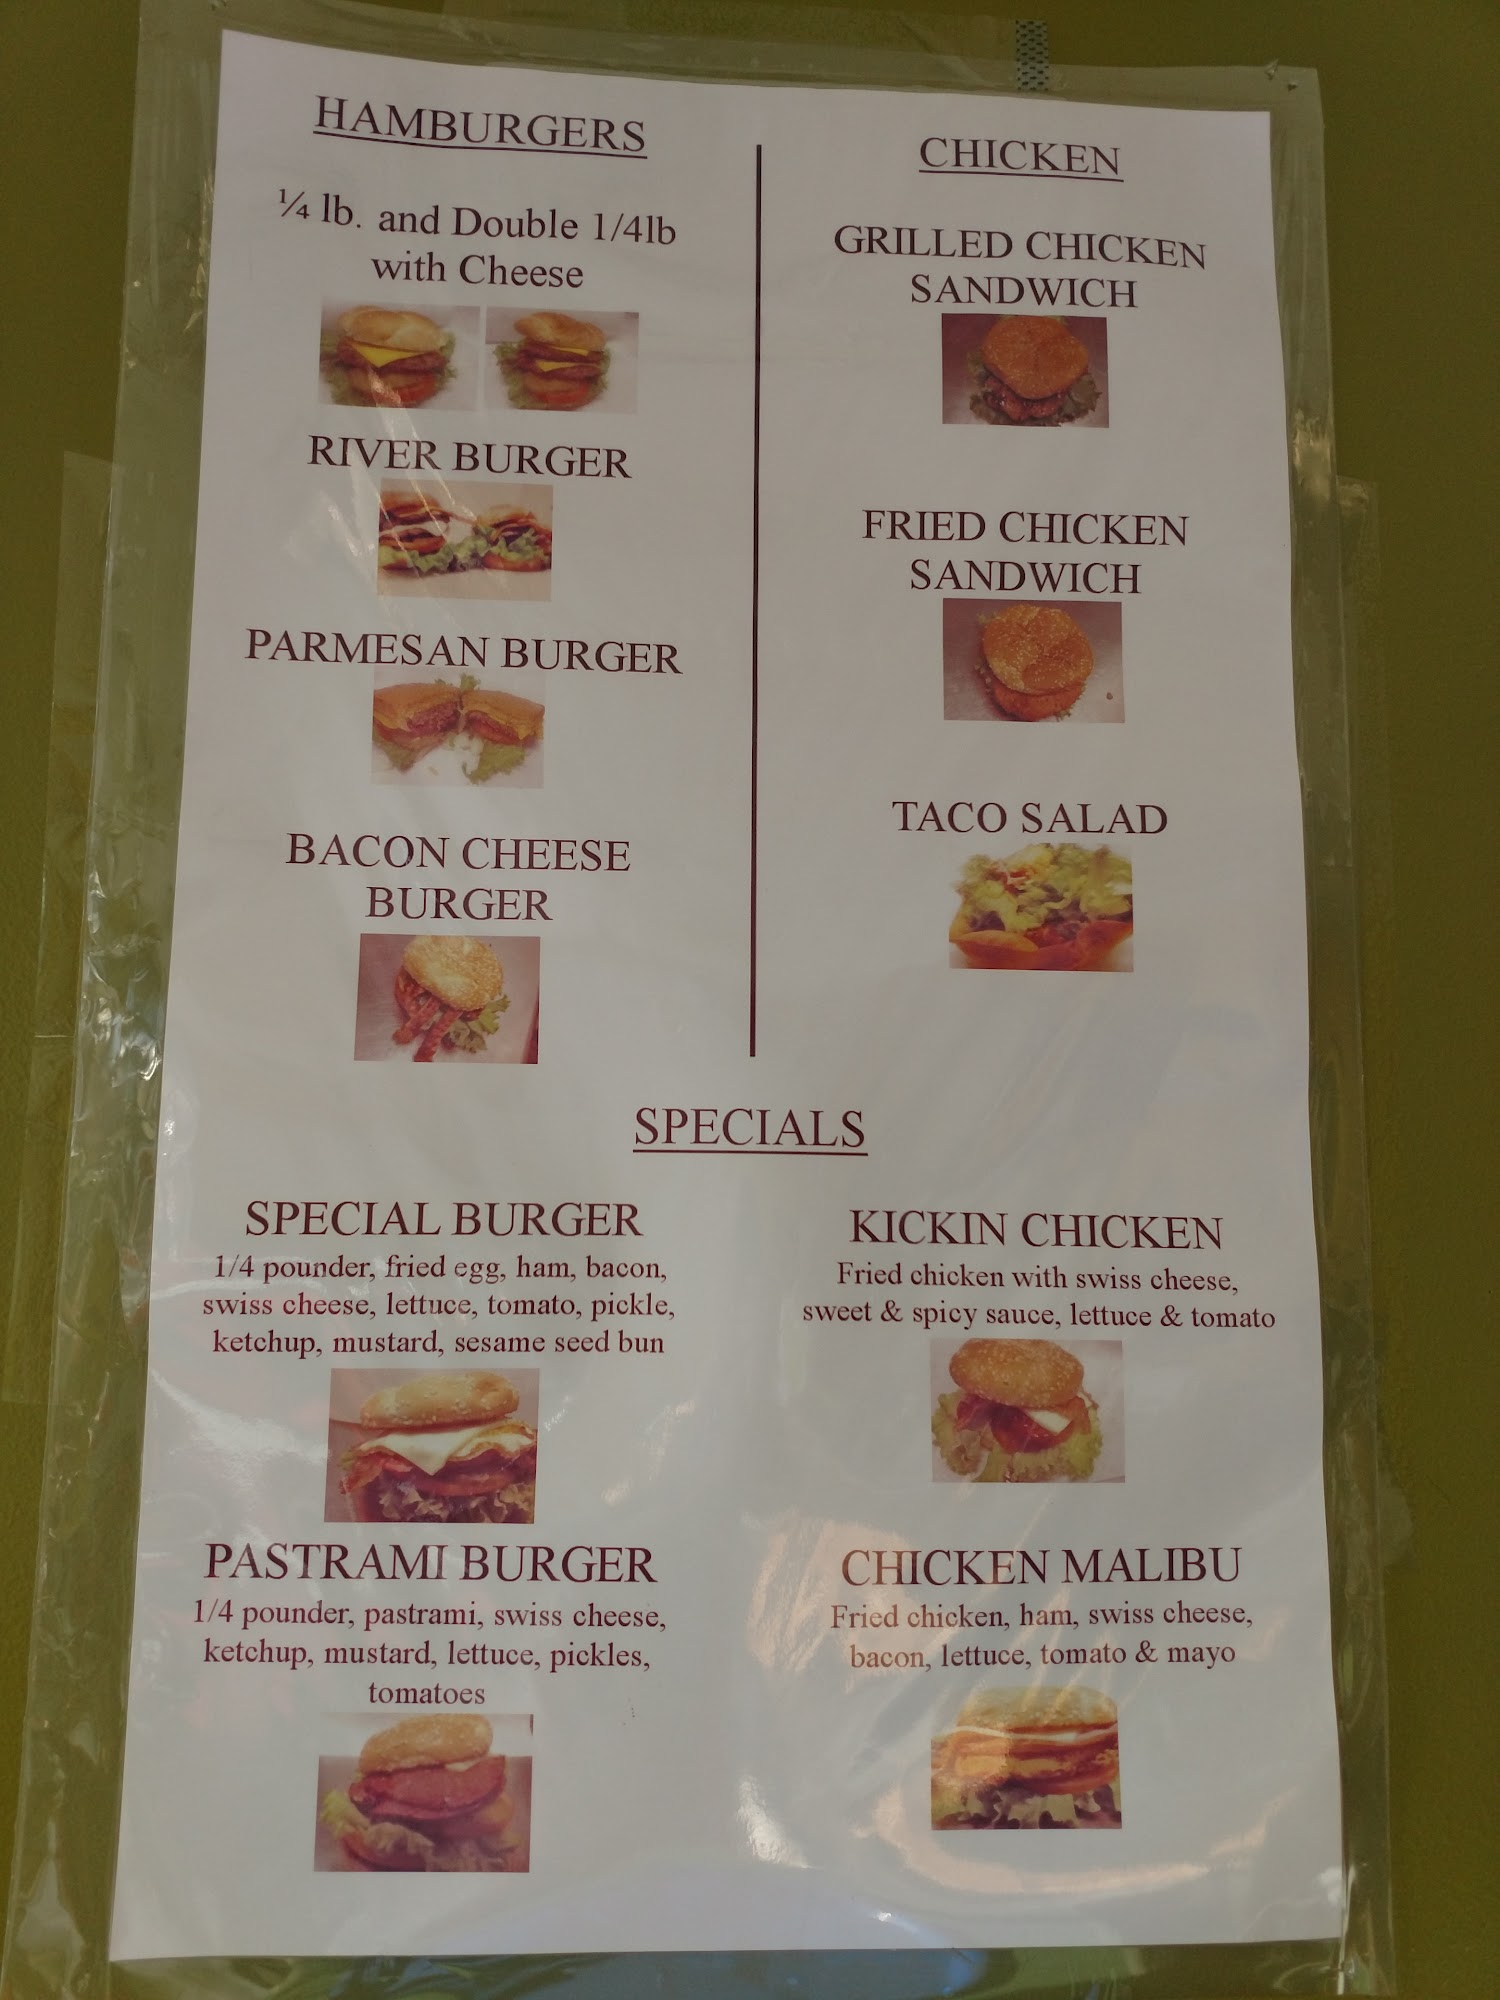 HAMBURGERS
¼ lb. and Double 1/4lb
with Cheese
RIVER BURGER
PARMESAN BURGER
BACON CHEESE
BURGER
CHICKEN
GRILLED CHICKEN
SANDWICH
FRIED CHICKEN
SANDWICH
TACO SALAD
SPECIALS
SPECIAL BURGER
1/4 pounder, fried egg, ham, bacon,
swiss cheese, lettuce, tomato, pickle,
ketchup, mustard, sesame seed bun
PASTRAMI BURGER
1/4 pounder, pastrami, swiss cheese,
ketchup, mustard, lettuce, pickles,
tomatoes
KICKIN CHICKEN
Fried chicken with swiss cheese,
sweet & spicy sauce, lettuce & tomato
CHICKEN MALIBU
Fried chicken, ham, swiss cheese,
bacon, lettuce, tomato & mayo